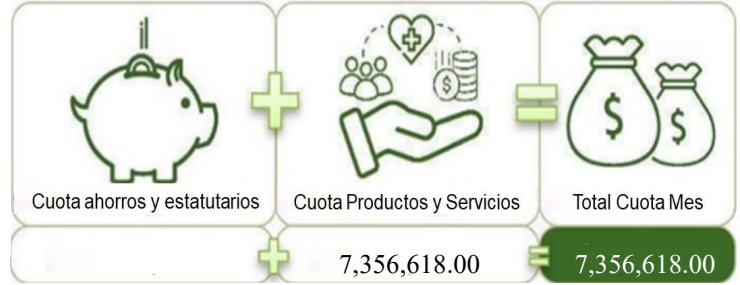 Cuota ahorros y estatutarios
Cuota Productos y Servicios
Total Cuota Mes
7,356,618.00
7,356,618.00